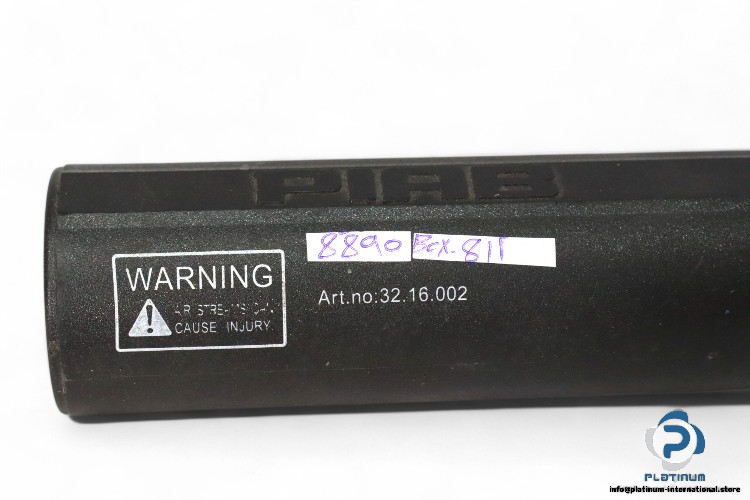 PIAB
8890 Box-811
WARNING
CAUSE INJURY
Art.no:32.16.002
PLATINUM
info@platinum-international.store